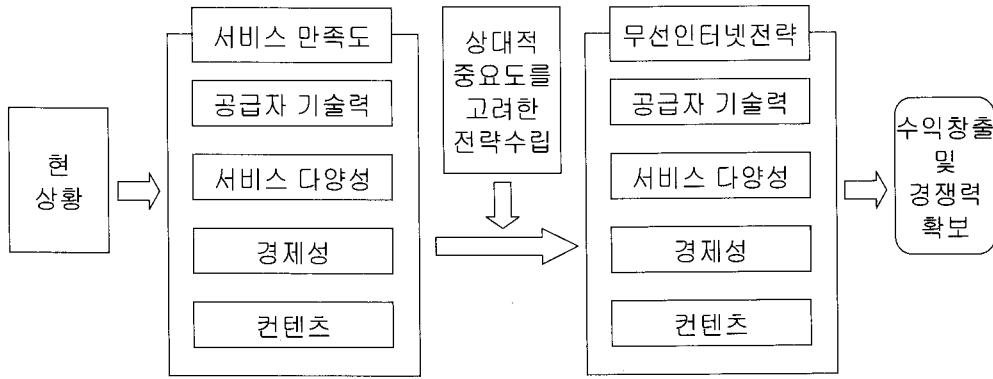 현
상황
서비스 만족도
공급자 기술력
서비스 다양성
경제성
컨텐츠
상대적
중요도를
고려한
전략수립
무선인터넷전략
공급자 기술력
서비스 다양성
경제성
컨텐츠
수익창출
및
경쟁력
확보